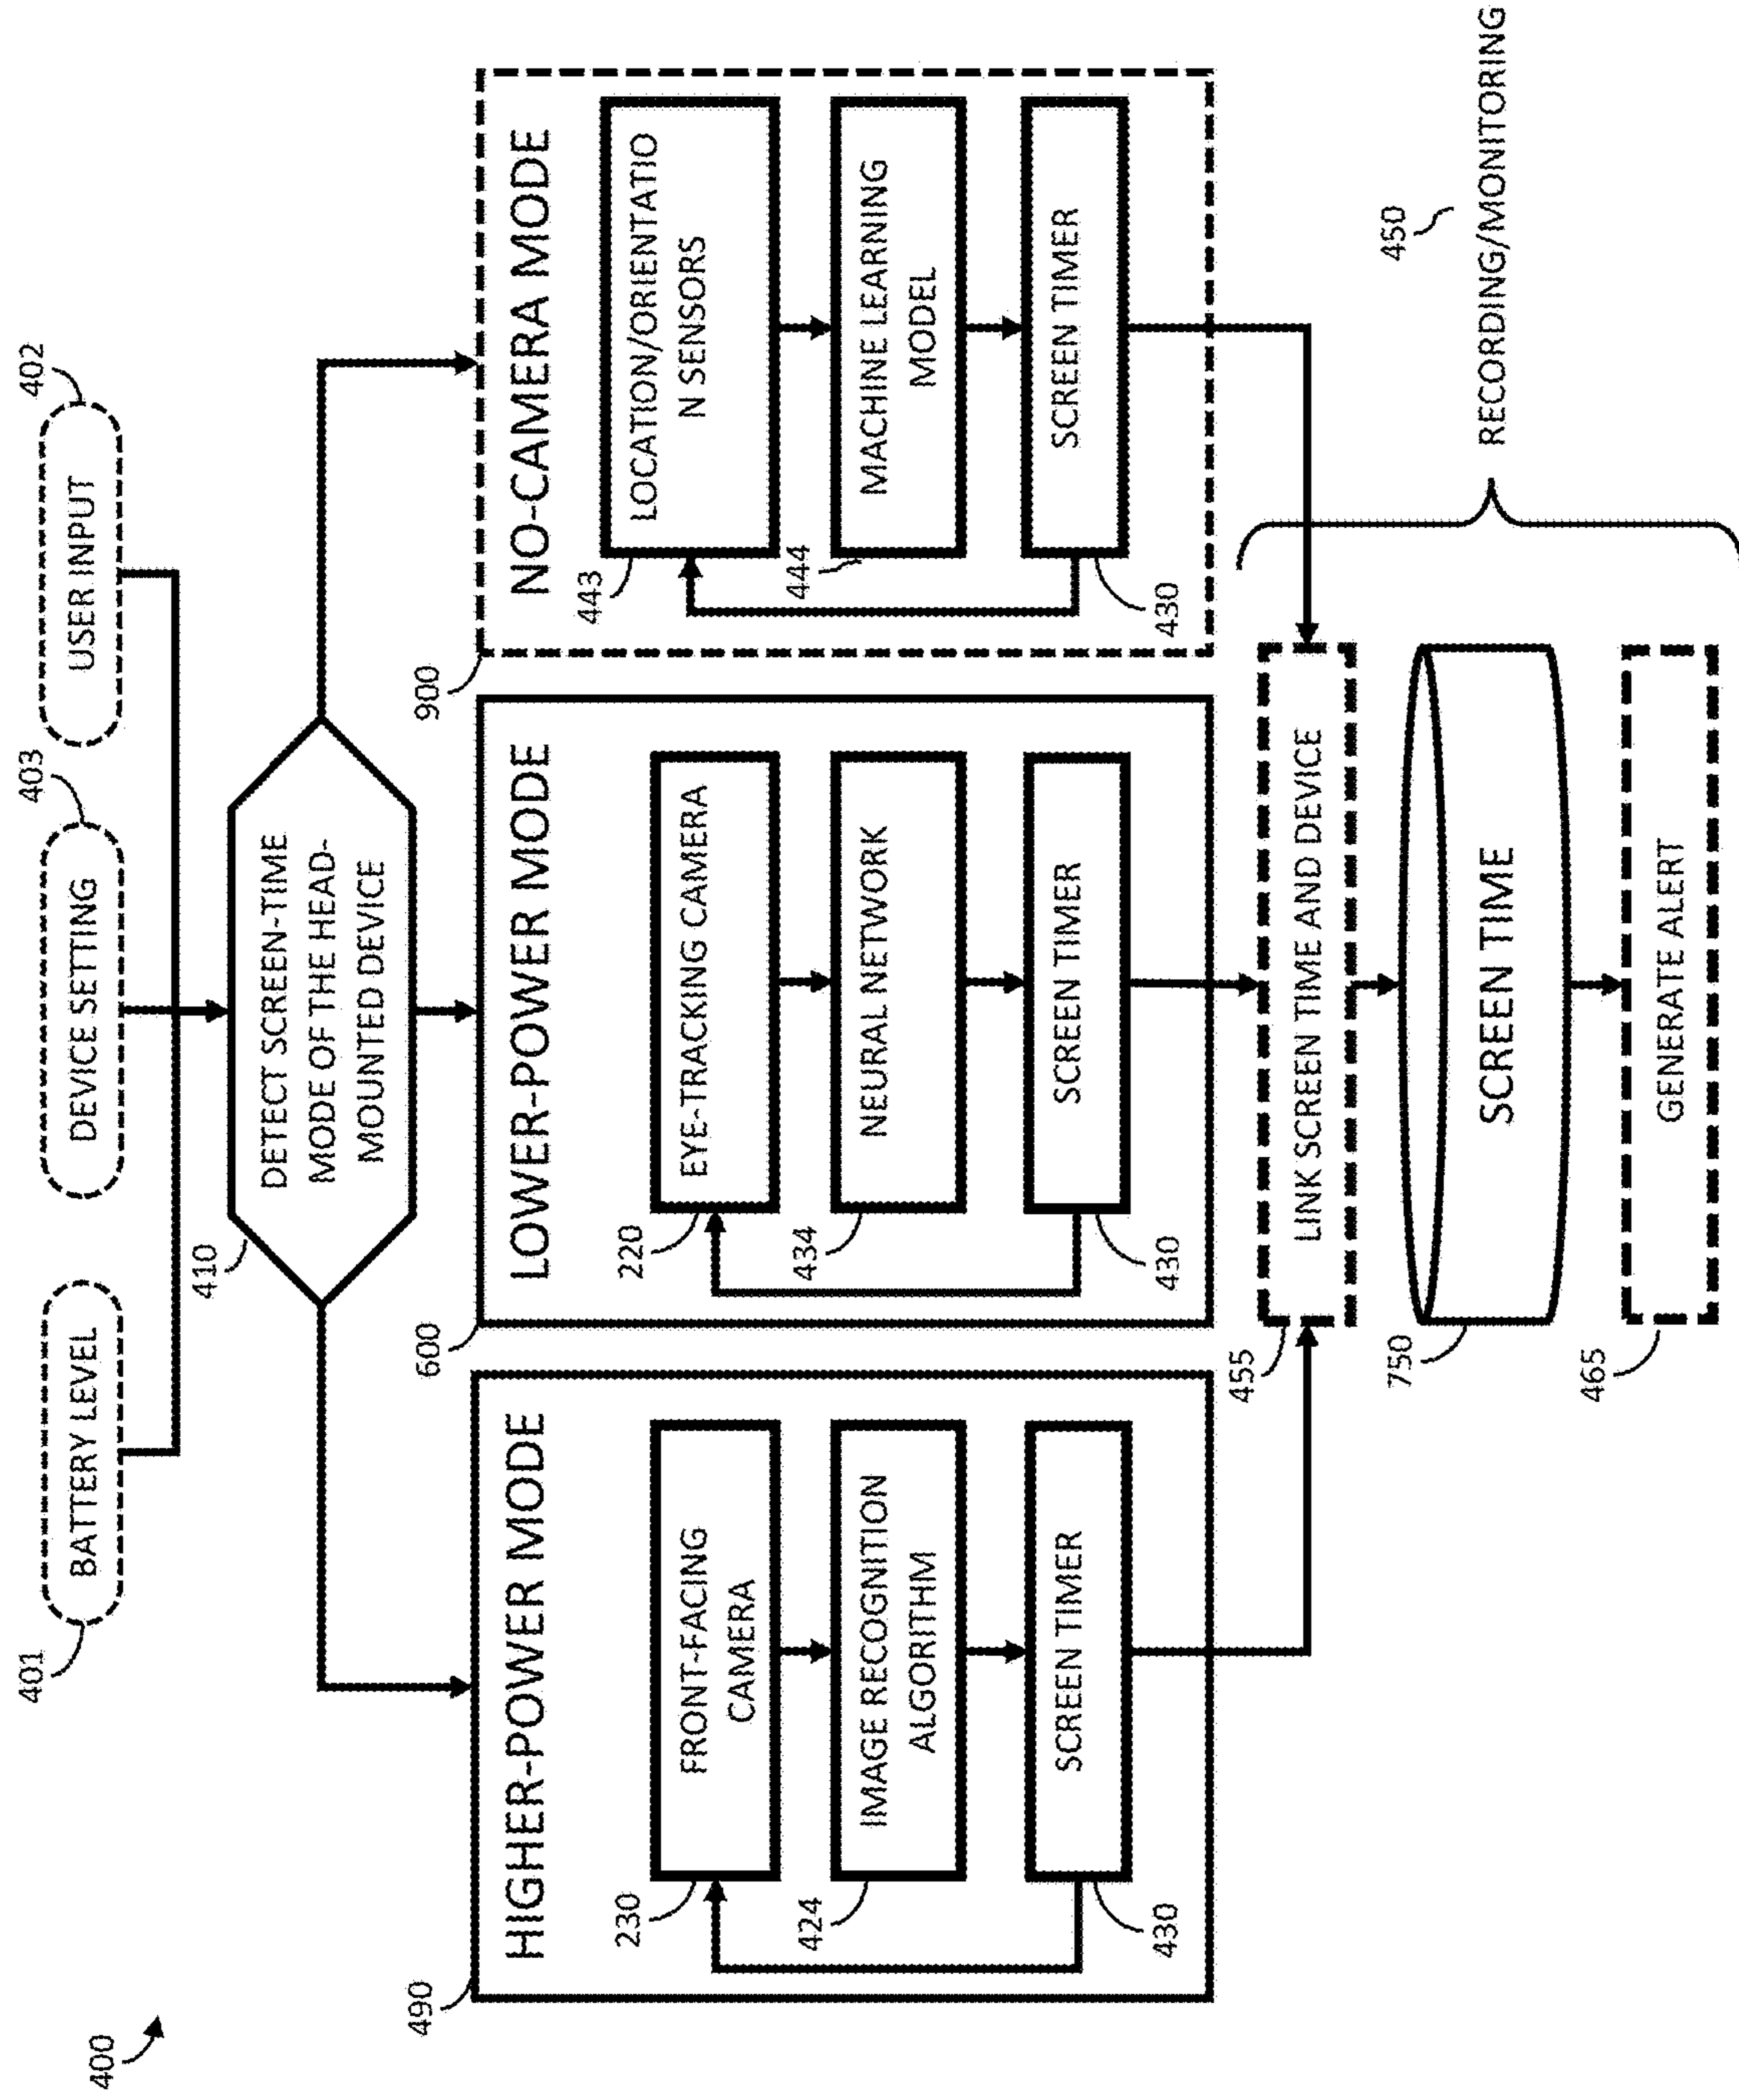 400
401
BATTERY LEVEL
403
DEVICE SETTING
402
USER INPUT
410
DETECT SCREEN-TIME
MODE OF THE HEAD-
MOUNTED DEVICE
490
HIGHER-POWER MODE
230
FRONT-FACING
CAMERA
424
IMAGE RECOGNITION
ALGORITHM
430
SCREEN TIMER
600
LOWER-POWER MODE
220
EYE-TRACKING CAMERA
434
NEURAL NETWORK
430
SCREEN TIMER
900
NO-CAMERA MODE
443
LOCATION/ORIENTATIO
N SENSORS
444
MACHINE LEARNING
MODEL
430
SCREEN TIMER
455
LINK SCREEN TIME AND DEVICE
750
SCREEN TIME
465
GENERATE ALERT
450
RECORDING/MONITORING